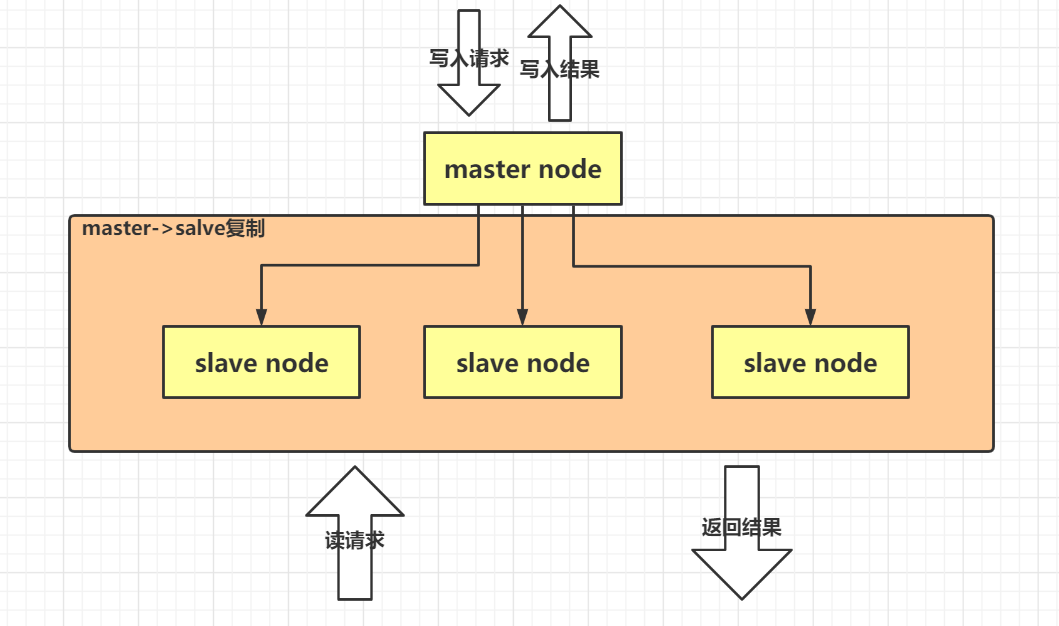 写入请求
写入结果
master node
master->salve复制
slave node
slave node
slave node
读请求
返回结果